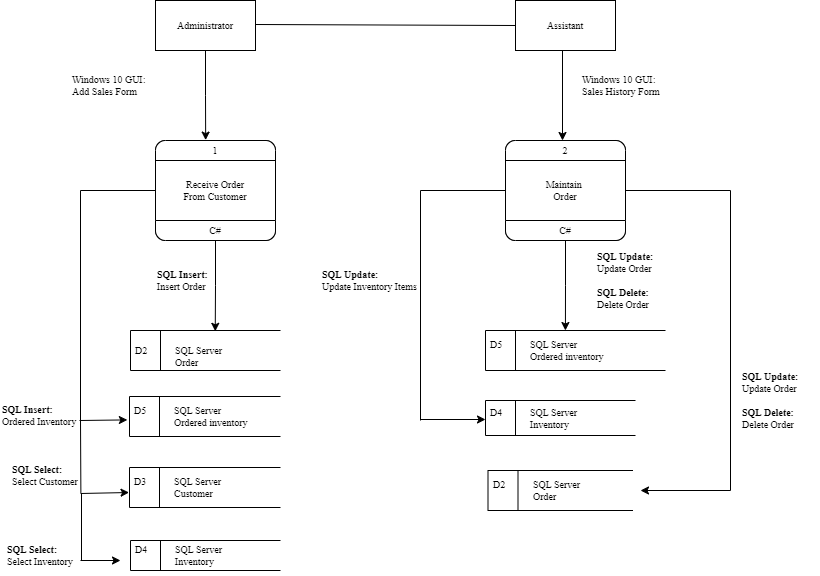 Administrator
Assistant
Windows 10 GUI:
Add Sales Form
Windows 10 GUI:
Sales History Form
1
Receive Order
From Customer
C#
2
Maintain
Order
C#
SQL Insert:
Insert Order
SQL Update:
Update Inventory Items
SQL Update:
Update Order
SQL Delete:
Delete Order
D2
SQL Server
Order
D5
SQL Server
Ordered inventory
SQL Insert:
Ordered Inventory
D5
SQL Server
Ordered inventory
D4
SQL Server
Inventory
SQL Update:
Update Order
SQL Delete:
Delete Order
SQL Select:
Select Customer
D3
SQL Server
Customer
D2
SQL Server
Order
SQL Select:
Select Inventory
D4
SQL Server
Inventory